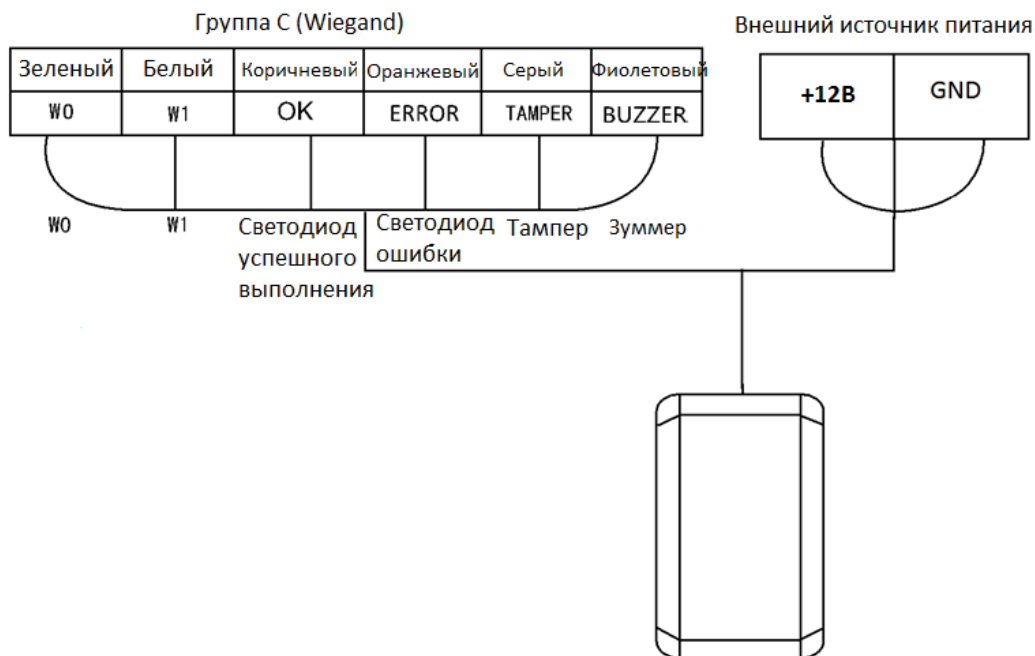 Группа C (Wiegand)
Внешний источник питания
Зеленый Белый Коричневый Оранжевый Серый Фиолетовый
W0 W1 OK ERROR TAMPER BUZZER
+12В GND
W0 W1 Светодиод успешного выполнения Светодиод ошибки Тампер Зуммер